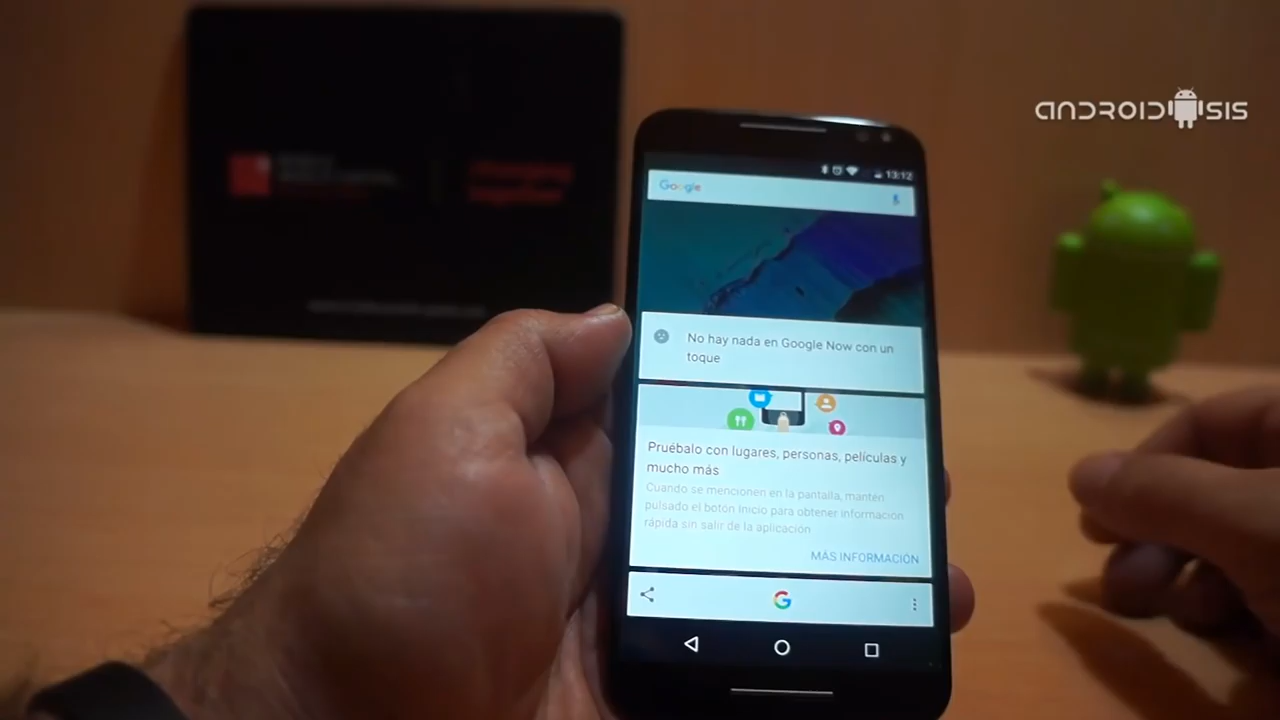 ANDROIDSIS
13:12
Google
No hay nada en Google Now con un
toque
Pruébalo con lugares, personas, películas y
mucho más
Cuando se mencionen en la pantalla, mantén
pulsado el botón Inicio para obtener información
rápida sin salir de la aplicación
MÁS INFORMACIÓN
G